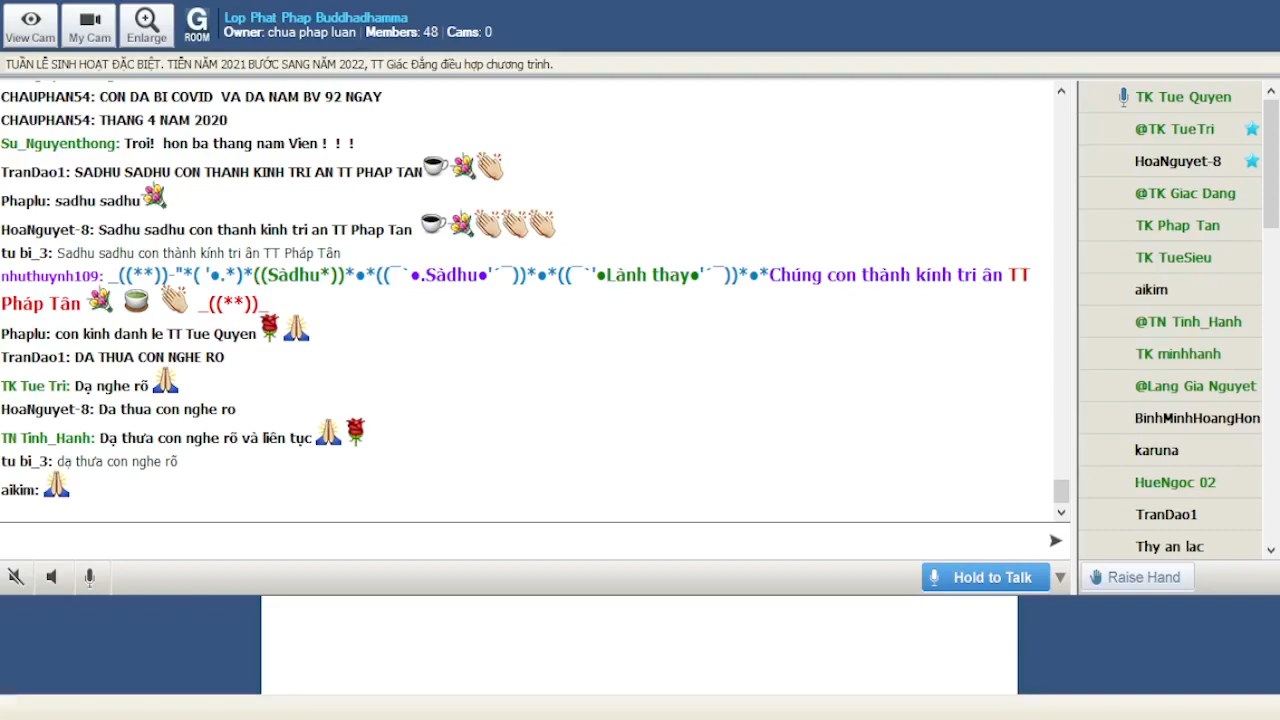 View Cam
My Cam
Enlarge
G
ROOM
Lop Phat Phap Buddhadhamma
Owner: chua phap luan | Members: 48 | Cams: 0
TUẦN LỄ SINH HOẠT ĐẶC BIỆT. TIỄN NĂM 2021 BƯỚC SANG NĂM 2022, TT Giác Đẳng điều hợp chương trình.
CHAUPHAN54: CON DA BI COVID VA DA NAM BV 92 NGAY
CHAUPHAN54: THANG 4 NAM 2020
Su_Nguyenthong: Troi! hon ba thang nam Vien ! ! !
TranDao1: SADHU SADHU CON THANH KINH TRI AN TT PHAP TAN
Phaplu: sadhu sadhu
HoaNguyet-8: Sadhu sadhu con thanh kinh tri an TT Phap Tan
tu bi_3: Sadhu sadhu con thành kính tri ân TT Pháp Tân
nhuthuynh109: _((**))-"*( '●.*)*((Sàdhu*))*●*((¯`●.Sàdhu●'´¯))*●*●*((¯`'●Lành thay●'´¯))*●*Chúng con thành kính tri ân TT
Pháp Tân _((**))_
Phaplu: con kinh danh le TT Tue Quyen
TranDao1: DA THUA CON NGHE RO
TK Tue Tri: Dạ nghe rõ
HoaNguyet-8: Da thua con nghe ro
TN Tinh_Hanh: Dạ thưa con nghe rõ và liên tục
tu bi_3: dạ thưa con nghe rõ
aikim:
Hold to Talk
TK Tue Quyen
@TK TueTri
HoaNguyet-8
@TK Giac Dang
TK Phap Tan
TK TueSieu
aikim
@TN Tinh_Hanh
TK minhhanh
@Lang Gia Nguyet
BinhMinhHoangHon
karuna
HueNgoc 02
TranDao1
Thy an lac
Raise Hand